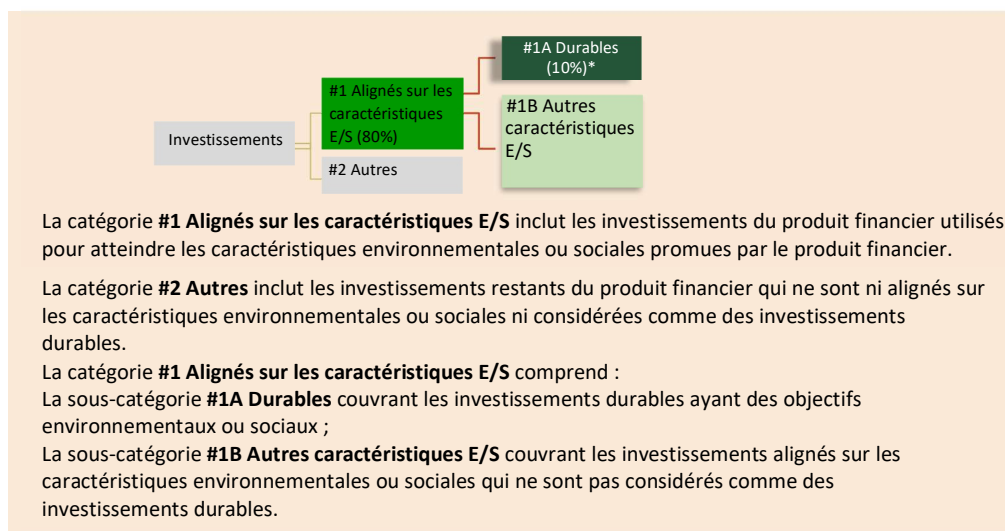 #1A Durables
(10%)*
#1 Alignés sur les
caractéristiques
E/S (80%)
#1B Autres
caractéristiques
E/S
Investissements
#2 Autres
La catégorie #1 Alignés sur les caractéristiques E/S inclut les investissements du produit financier utilisés
pour atteindre les caractéristiques environnementales ou sociales promues par le produit financier.
La catégorie #2 Autres inclut les investissements restants du produit financier qui ne sont ni alignés sur
les caractéristiques environnementales ou sociales ni considérées comme des investissements
durables.
La catégorie #1 Alignés sur les caractéristiques E/S comprend :
La sous-catégorie #1A Durables couvrant les investissements durables ayant des objectifs
environnementaux ou sociaux ;
La sous-catégorie #1B Autres caractéristiques E/S couvrant les investissements alignés sur les
caractéristiques environnementales ou sociales qui ne sont pas considérés comme des
investissements durables.